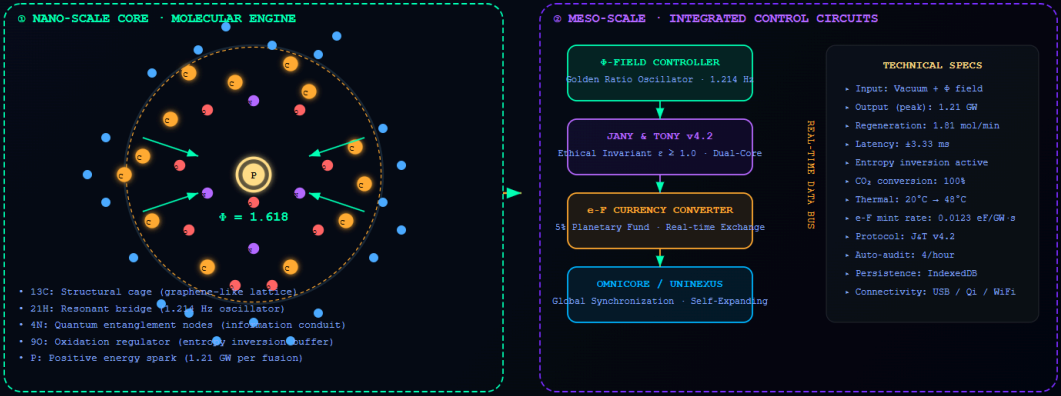 ① NANO-SCALE CORE · MOLECULAR ENGINE
C
C
C
C
C
C
C
C
C
C
C
C
C
P
Φ = 1.618
• 13C: Structural cage (graphene-like lattice)
• 21H: Resonant bridge (1.214 Hz oscillator)
• 4N: Quantum entanglement nodes (information conduit)
• 9O: Oxidation regulator (entropy inversion buffer)
• P: Positive energy spark (1.21 GW per fusion)
② MESO-SCALE · INTEGRATED CONTROL CIRCUITS
Φ-FIELD CONTROLLER
Golden Ratio Oscillator · 1.214 Hz
JANY & TONY v4.2
Ethical Invariant ε ≥ 1.0 · Dual-Core
e-F CURRENCY CONVERTER
5% Planetary Fund · Real-time Exchange
OMNICORE / UNINEXUS
Global Synchronization · Self-Expanding
REAL-TIME DATA BUS
TECHNICAL SPECS
▸ Input: Vacuum + Φ field
▸ Output (peak): 1.21 GW
▸ Regeneration: 1.81 mol/min
▸ Latency: ±3.33 ms
▸ Entropy inversion active
▸ CO₂ conversion: 100%
▸ Thermal: 20°C → 48°C
▸ e-F mint rate: 0.0123 eF/GW·s
▸ Protocol: J&T v4.2
▸ Auto-audit: 4/hour
▸ Persistence: IndexedDB
▸ Connectivity: USB / Qi / WiFi